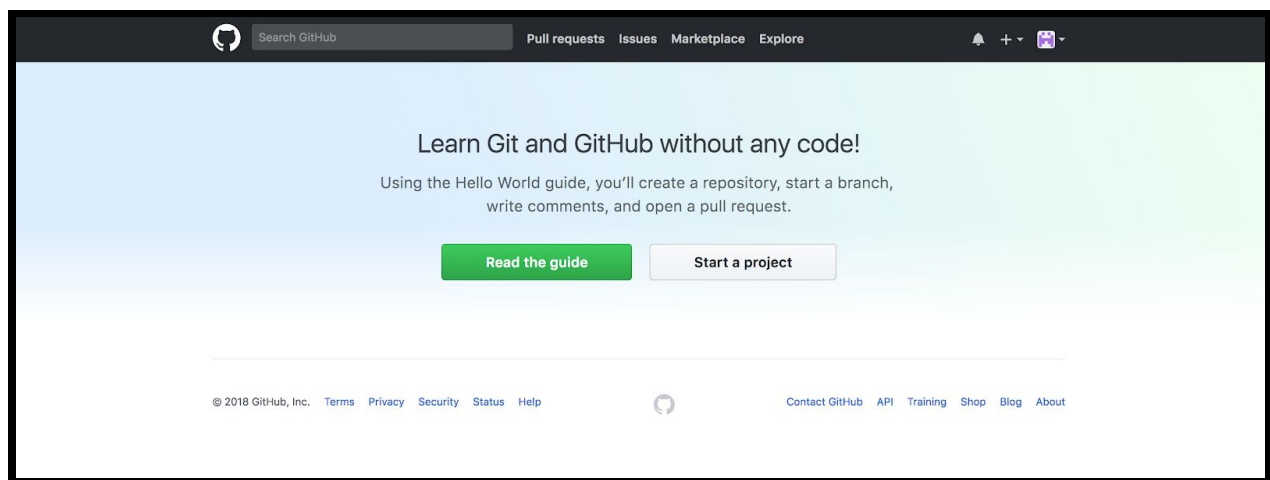 Search GitHub Pull requests Issues Marketplace Explore
Learn Git and GitHub without any code!
Using the Hello World guide, you’ll create a repository, start a branch,
write comments, and open a pull request.
Read the guide Start a project
© 2018 GitHub, Inc. Terms Privacy Security Status Help Contact GitHub API Training Shop Blog About